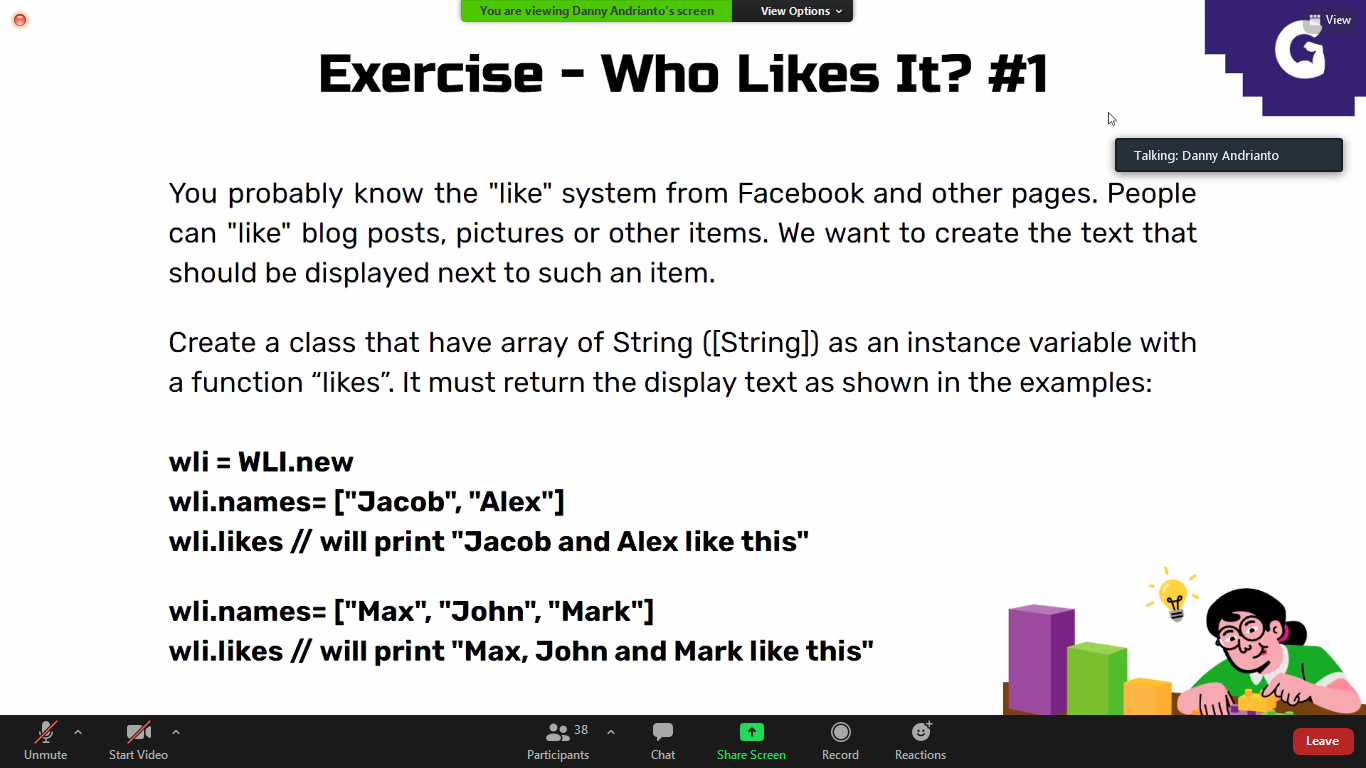 You are viewing Danny Andrianto's screen
View Options
View
G
Exercise - Who Likes It? #1
Talking: Danny Andrianto
You probably know the "like" system from Facebook and other pages. People
can "like" blog posts, pictures or other items. We want to create the text that
should be displayed next to such an item.
Create a class that have array of String ([String]) as an instance variable with
a function “likes”. It must return the display text as shown in the examples:
wli = WLI.new
wli.names= ["Jacob", "Alex"]
wli.likes // will print "Jacob and Alex like this"
wli.names= ["Max", "John", "Mark"]
wli.likes // will print "Max, John and Mark like this"
Unmute
Start Video
Participants
38
Chat
Share Screen
Record
Reactions
Leave